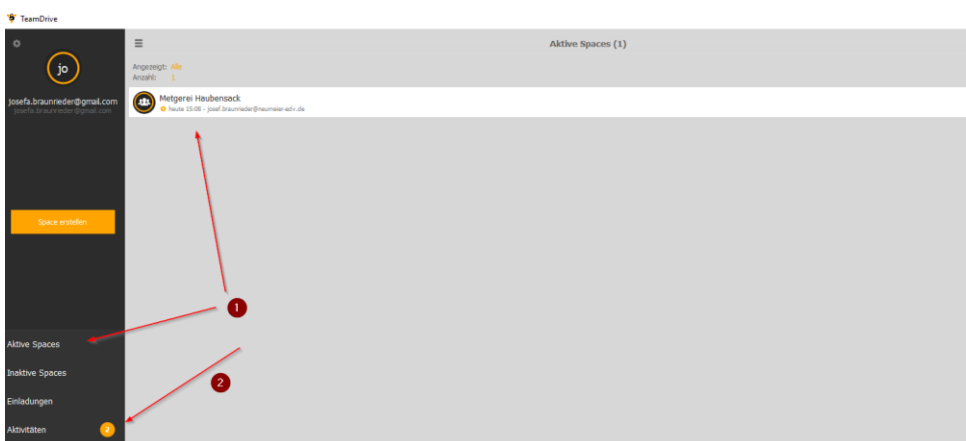 TeamDrive
Aktive Spaces (1)
jo
Angezeigt: Alle
Anzahl: 1
josefa.braunrieder@gmail.com
josefa.braunrieder@gmail.com
Metgerei Haubensack
heute 15:08 - josef.braunrieder@neumeier-edv.de
Space erstellen
1
Aktive Spaces
Inaktive Spaces
2
Einladungen
Aktivitäten 2